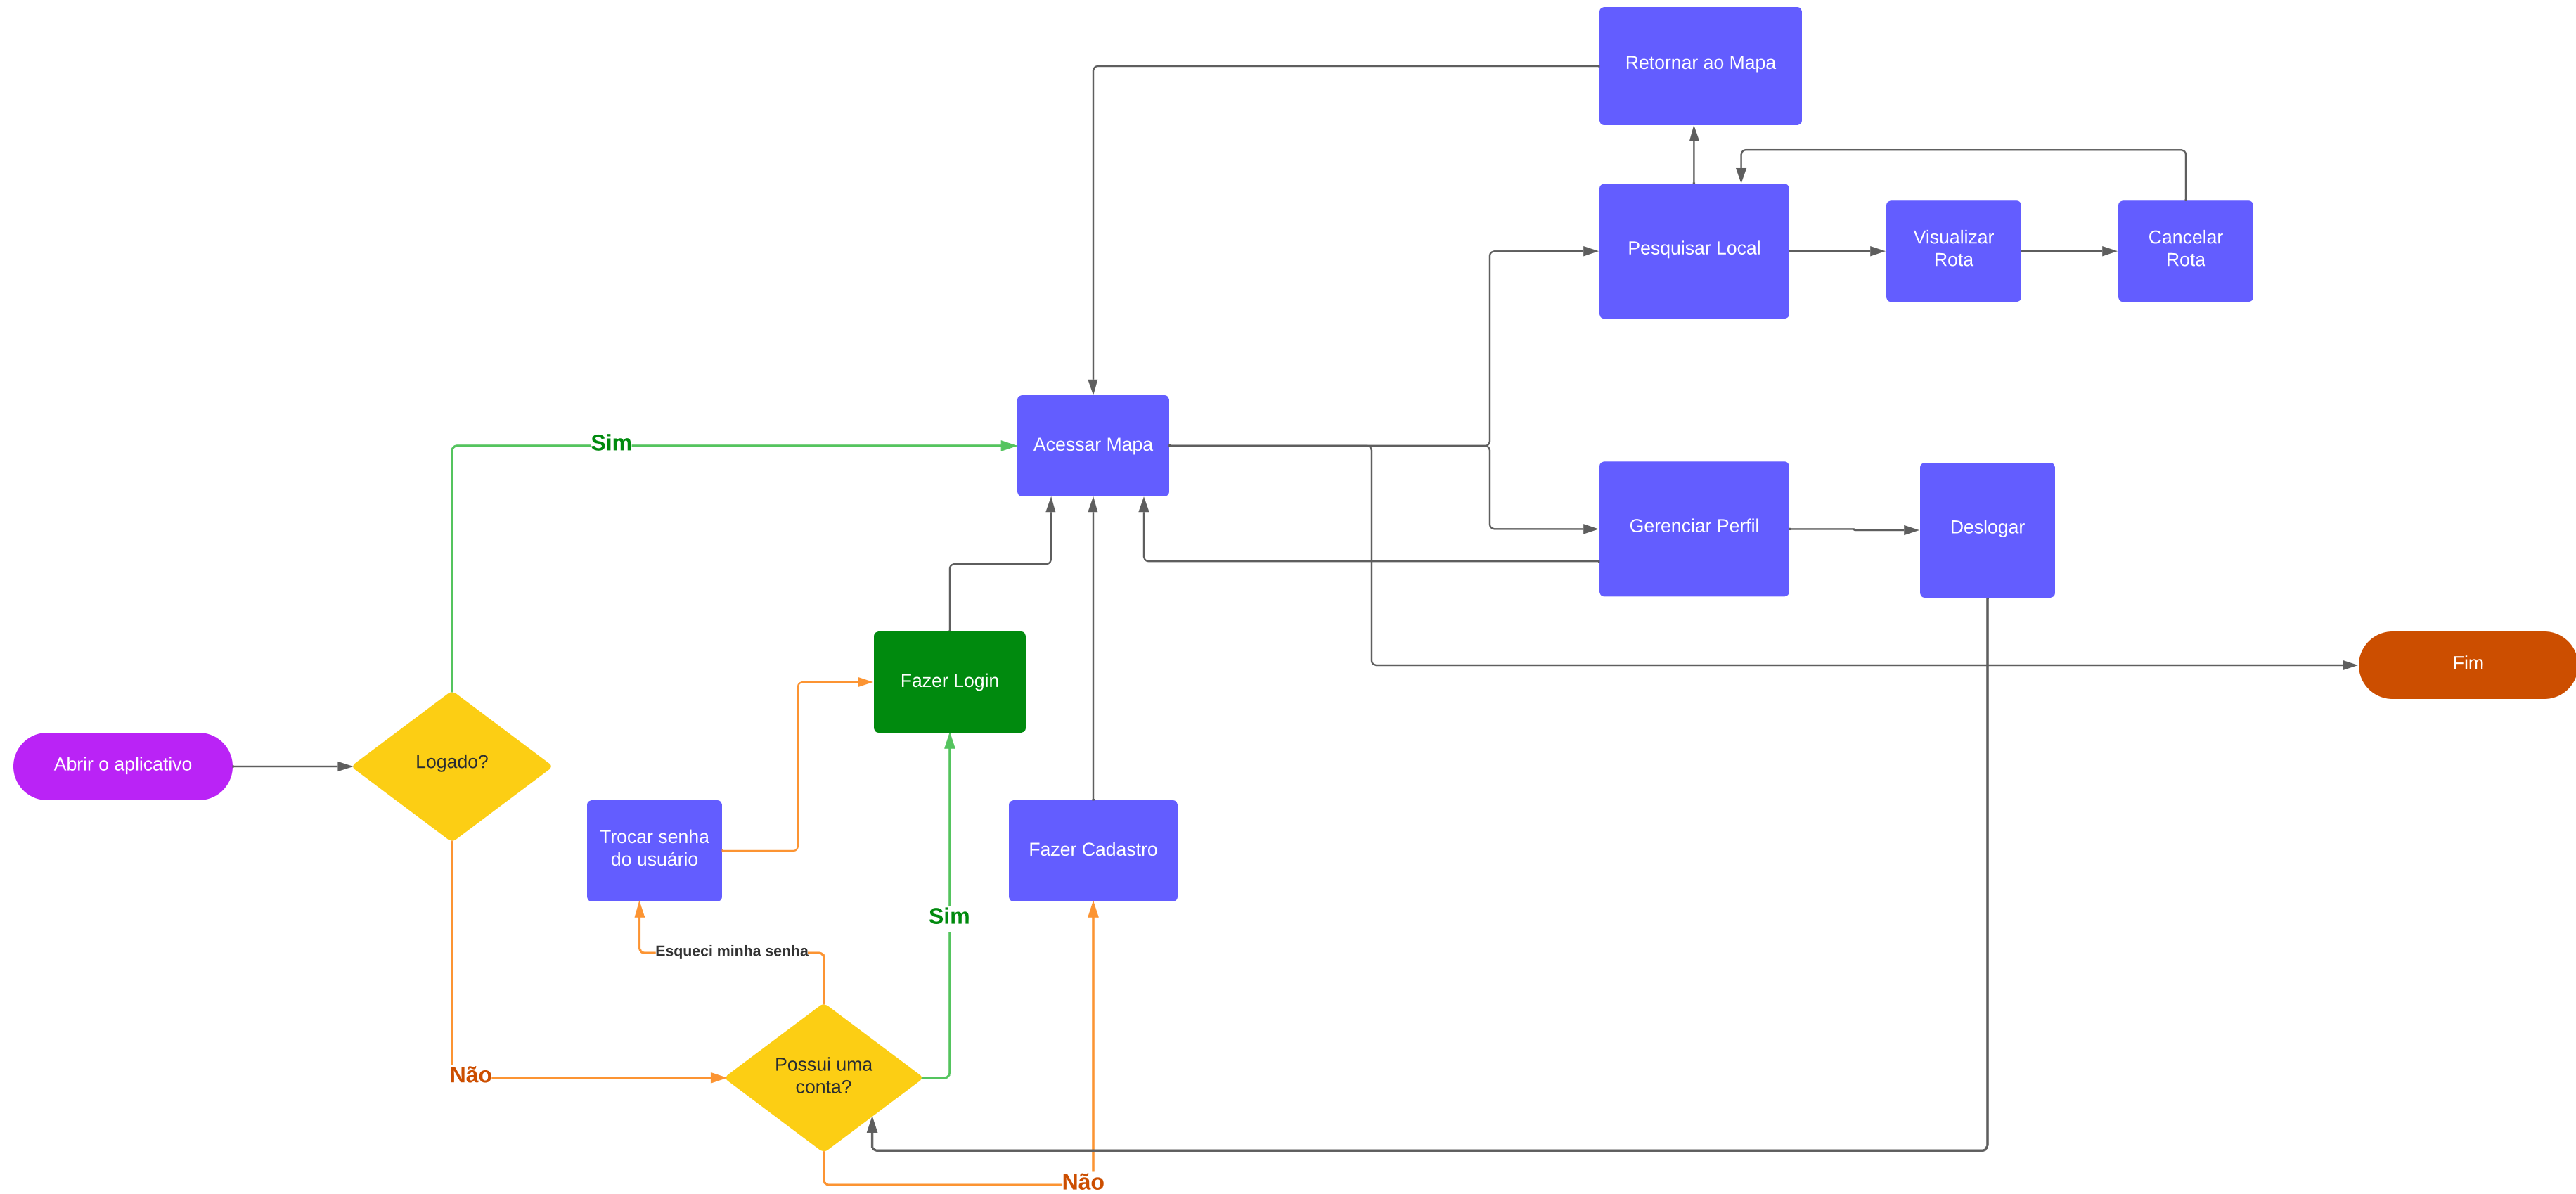 Retornar ao Mapa
Pesquisar Local
Visualizar
Rota
Cancelar
Rota
Sim
Acessar Mapa
Gerenciar Perfil
Deslogar
Fazer Login
Fim
Abrir o aplicativo
Logado?
Trocar senha
do usuário
Fazer Cadastro
Sim
Esqueci minha senha
Não
Possui uma
conta?
Não